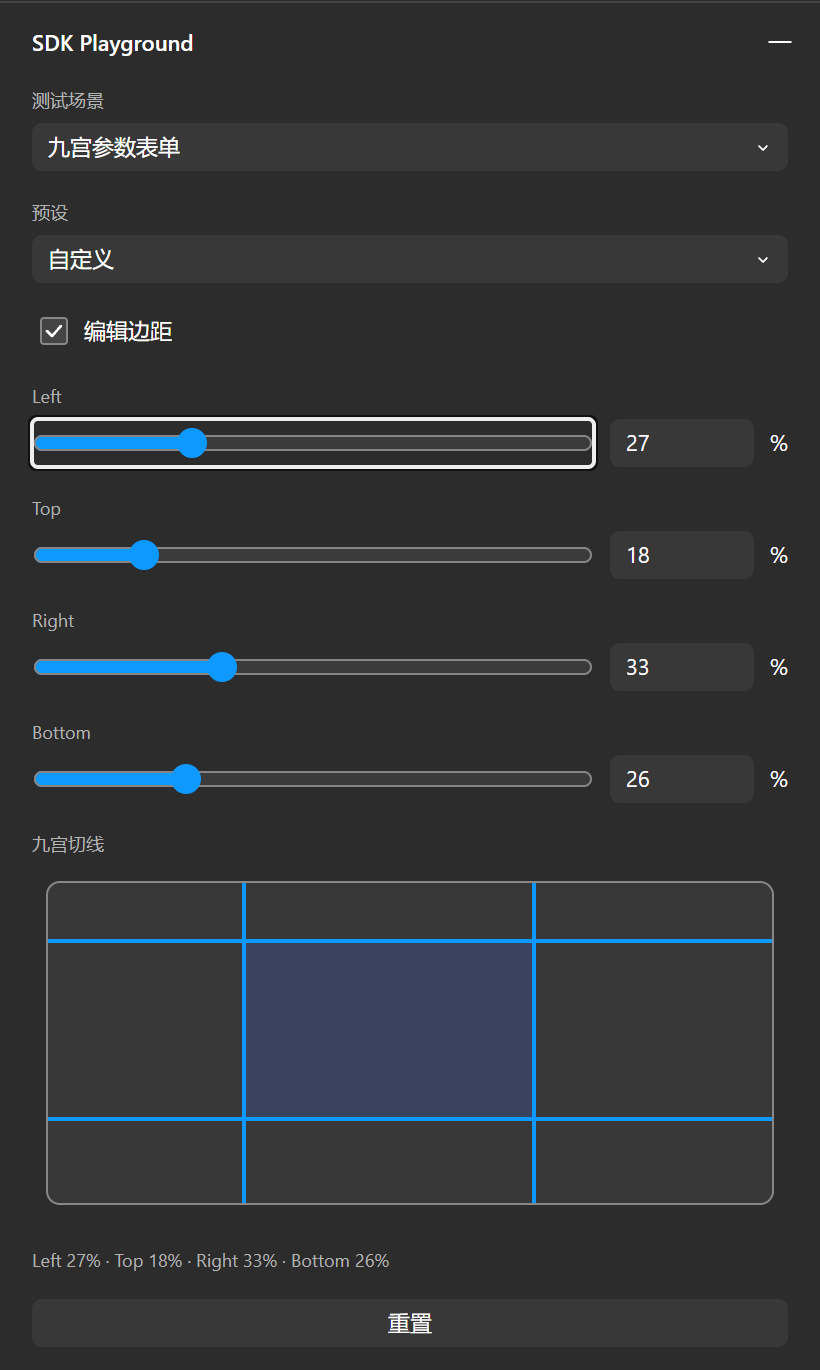 SDK Playground
测试场景
九宫参数表单
预设
自定义
编辑边距
Left
27 %
Top
18 %
Right
33 %
Bottom
26 %
九宫切线
Left 27% · Top 18% · Right 33% · Bottom 26%
重置